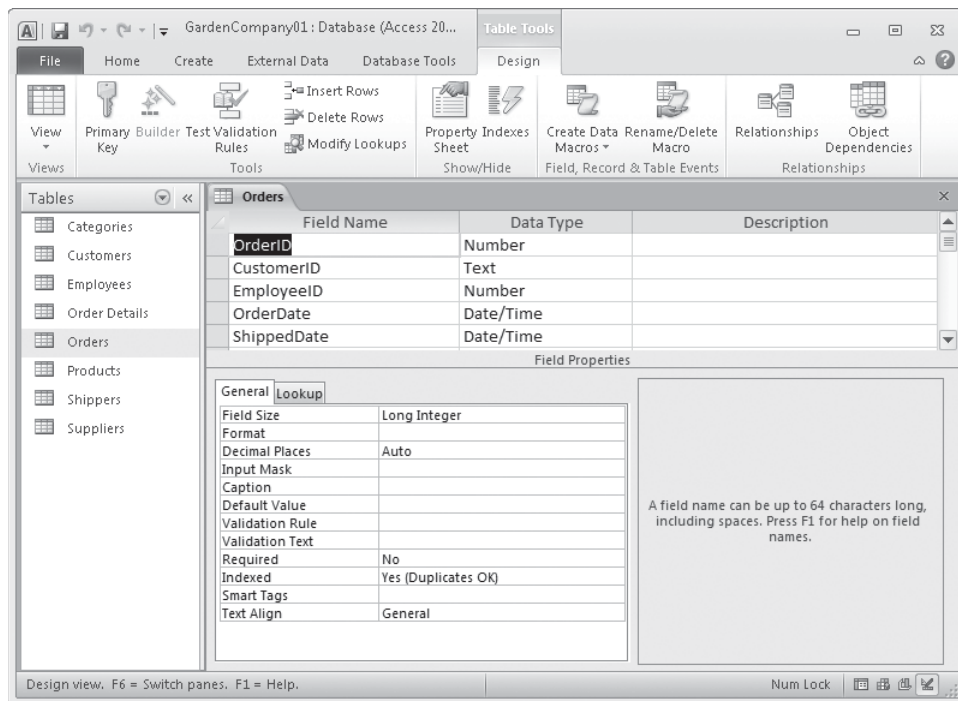 GardenCompany01 : Database (Access 20...
Table Tools
File Home Create External Data Database Tools Design
View
Primary Key
Builder
Test Validation Rules
Insert Rows
Delete Rows
Modify Lookups
Property Sheet
Indexes
Create Data Macros
Rename/Delete Macro
Relationships
Object Dependencies
Views Tools Show/Hide Field, Record & Table Events Relationships
Tables
Categories
Customers
Employees
Order Details
Orders
Products
Shippers
Suppliers
Orders
Field Name Data Type Description
OrderID Number
CustomerID Text
EmployeeID Number
OrderDate Date/Time
ShippedDate Date/Time
Field Properties
General Lookup
Field Size Long Integer
Format
Decimal Places Auto
Input Mask
Caption
Default Value
Validation Rule
Validation Text
Required No
Indexed Yes (Duplicates OK)
Smart Tags
Text Align General
A field name can be up to 64 characters long,
including spaces. Press F1 for help on field
names.
Design view. F6 = Switch panes. F1 = Help.
Num Lock